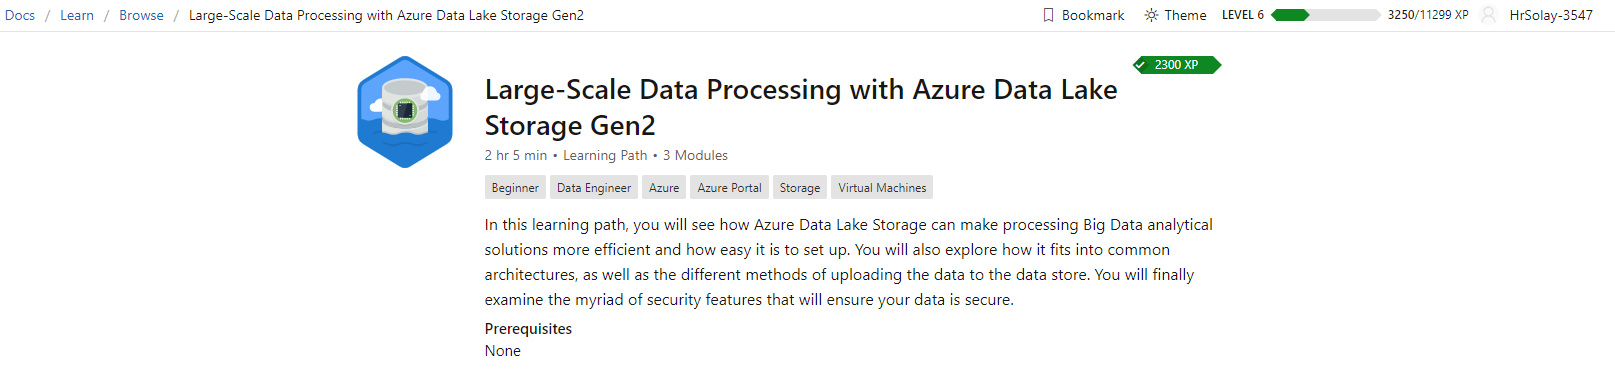 Docs / Learn / Browse / Large-Scale Data Processing with Azure Data Lake Storage Gen2
Bookmark Theme LEVEL 6 3250/11299 XP HrSolay-3547
2300 XP
Large-Scale Data Processing with Azure Data Lake
Storage Gen2
2 hr 5 min • Learning Path • 3 Modules
Beginner Data Engineer Azure Azure Portal Storage Virtual Machines
In this learning path, you will see how Azure Data Lake Storage can make processing Big Data analytical
solutions more efficient and how easy it is to set up. You will also explore how it fits into common
architectures, as well as the different methods of uploading the data to the data store. You will finally
examine the myriad of security features that will ensure your data is secure.
Prerequisites
None